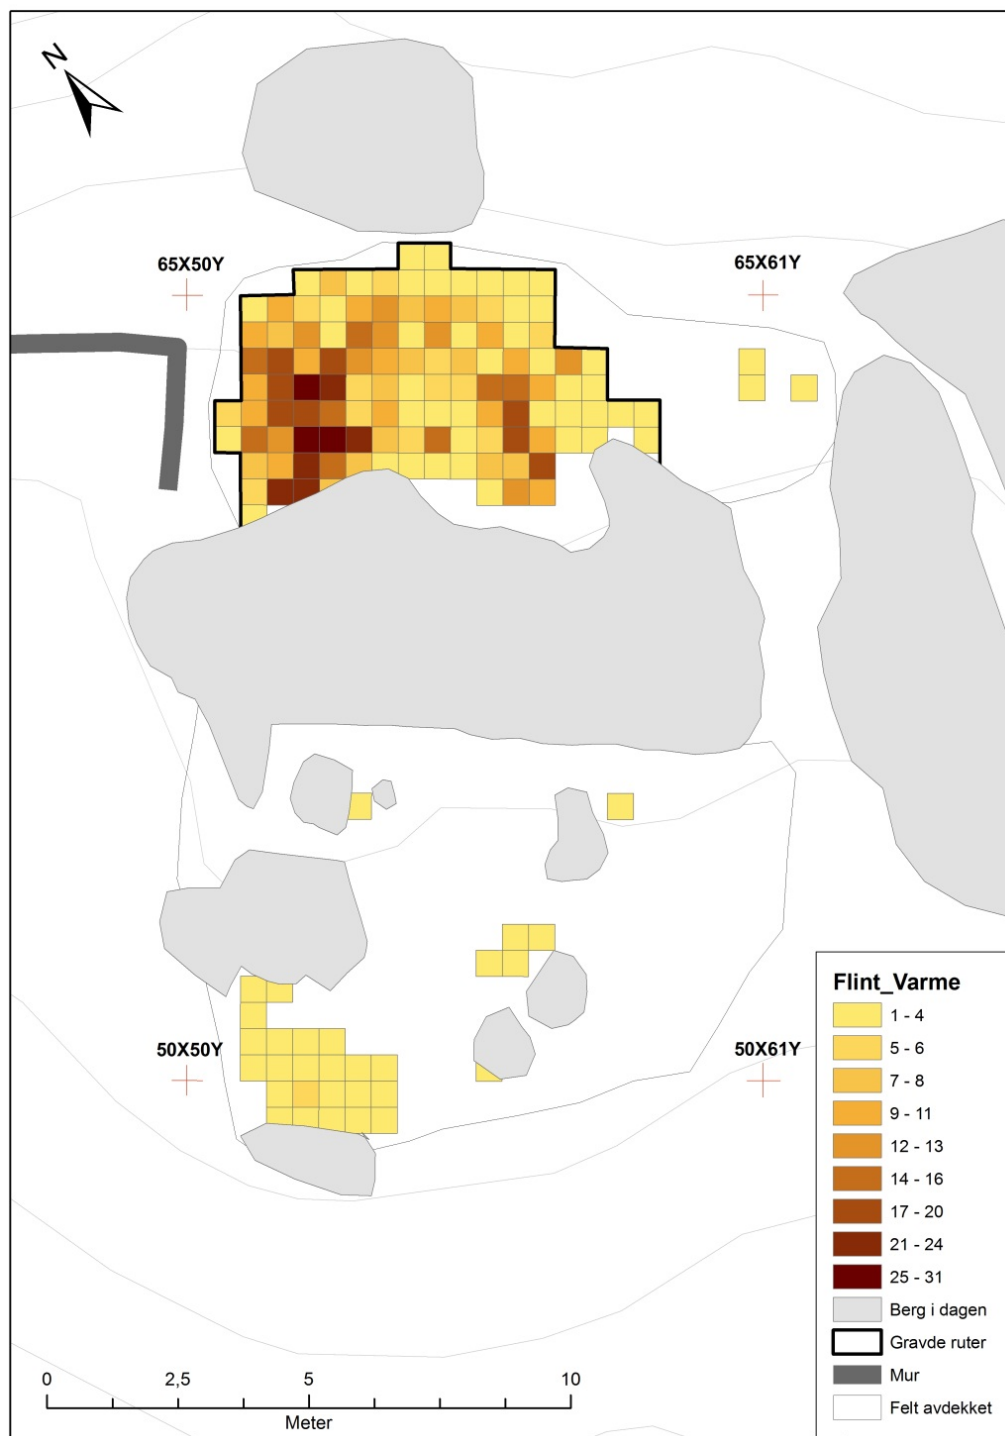 N
65X50Y
65X61Y
50X50Y
50X61Y
Flint_Varme
1 - 4
5 - 6
7 - 8
9 - 11
12 - 13
14 - 16
17 - 20
21 - 24
25 - 31
Berg i dagen
Gravde ruter
Mur
Felt avdekket
0 2,5 5 10
Meter